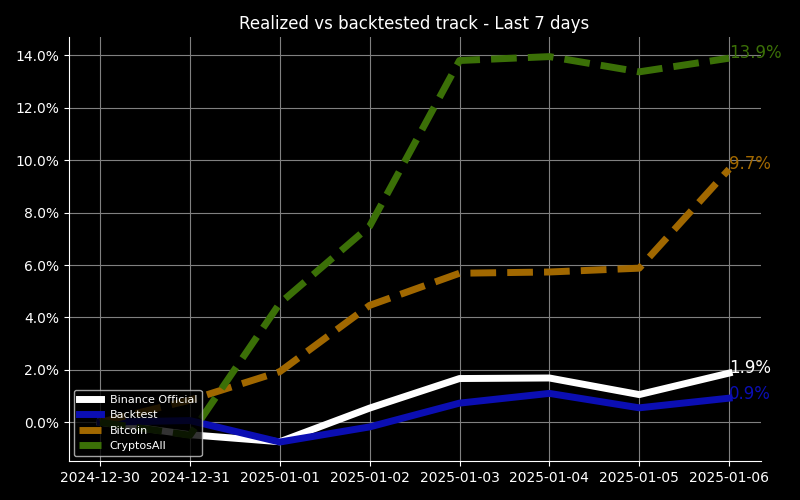 Realized vs backtested track - Last 7 days
14.0%
12.0%
10.0%
8.0%
6.0%
4.0%
2.0%
0.0%
13.9%
9.7%
1.9%
0.9%
Binance Official
Backtest
Bitcoin
CryptosAll
2024-12-30 2024-12-31 2025-01-01 2025-01-02 2025-01-03 2025-01-04 2025-01-05 2025-01-06